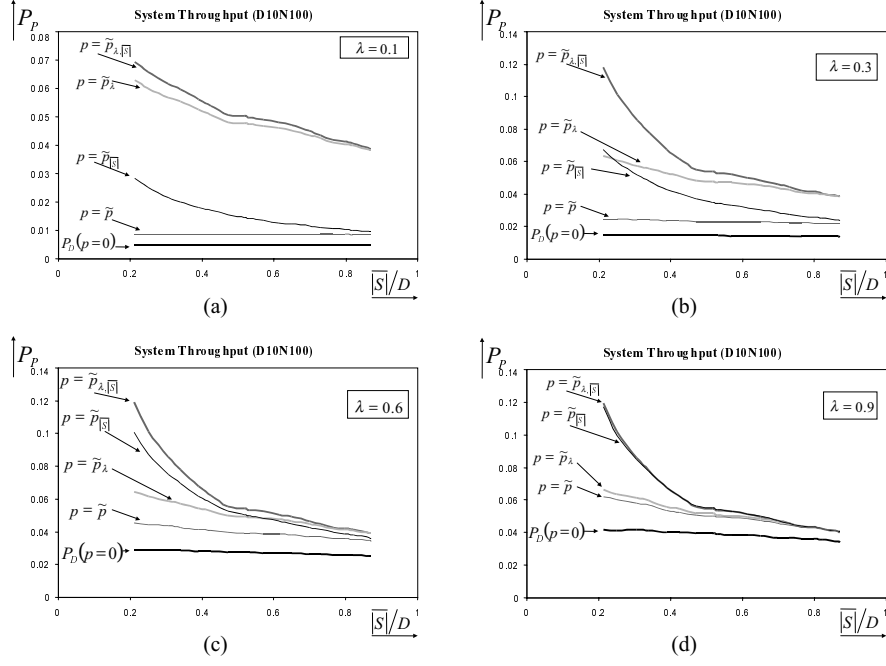 P_P
System Throughput (D10N100)
λ = 0.1
0.08
0.07
0.06
0.05
0.04
0.03
0.02
0.01
0
p = p̃_λ,|S̅|
p = p̃_λ
p = p̃_|S̅|
p = p̃
P_D(p=0)
0 0.2 0.4 0.6 0.8 1
|S̅|/D
(a)
P_P
System Throughput (D10N100)
λ = 0.3
0.14
0.12
0.1
0.08
0.06
0.04
0.02
0
p = p̃_λ,|S̅|
p = p̃_λ
p = p̃_|S̅|
p = p̃
P_D(p=0)
0 0.2 0.4 0.6 0.8 1
|S̅|/D
(b)
P_P
System Throughput (D10N100)
λ = 0.6
0.14
0.12
0.1
0.08
0.06
0.04
0.02
0
p = p̃_λ,|S̅|
p = p̃_|S̅|
p = p̃_λ
p = p̃
P_D(p=0)
0 0.2 0.4 0.6 0.8 1
|S̅|/D
(c)
P_P
System Throughput (D10N100)
λ = 0.9
0.14
0.12
0.1
0.08
0.06
0.04
0.02
0
p = p̃_λ,|S̅|
p = p̃_|S̅|
p = p̃_λ
p = p̃
P_D(p=0)
0 0.2 0.4 0.6 0.8 1
|S̅|/D
(d)